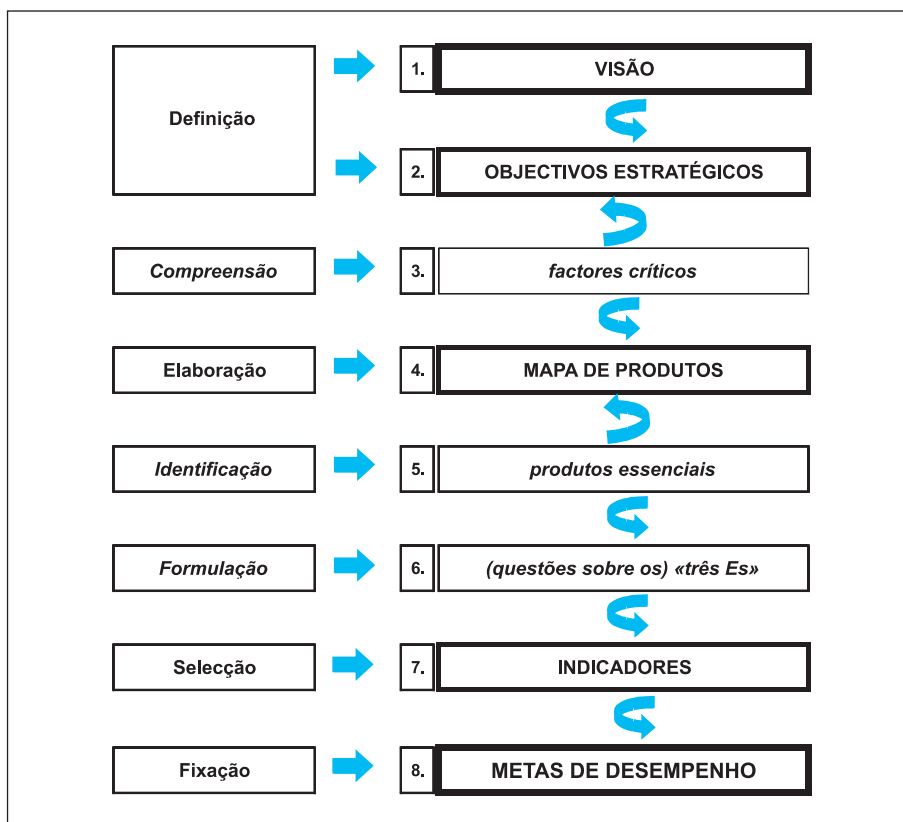 Definição
1.
VISÃO
2.
OBJECTIVOS ESTRATÉGICOS
Compreensão
3.
factores críticos
Elaboração
4.
MAPA DE PRODUTOS
Identificação
5.
produtos essenciais
Formulação
6.
(questões sobre os) «três Es»
Selecção
7.
INDICADORES
Fixação
8.
METAS DE DESEMPENHO